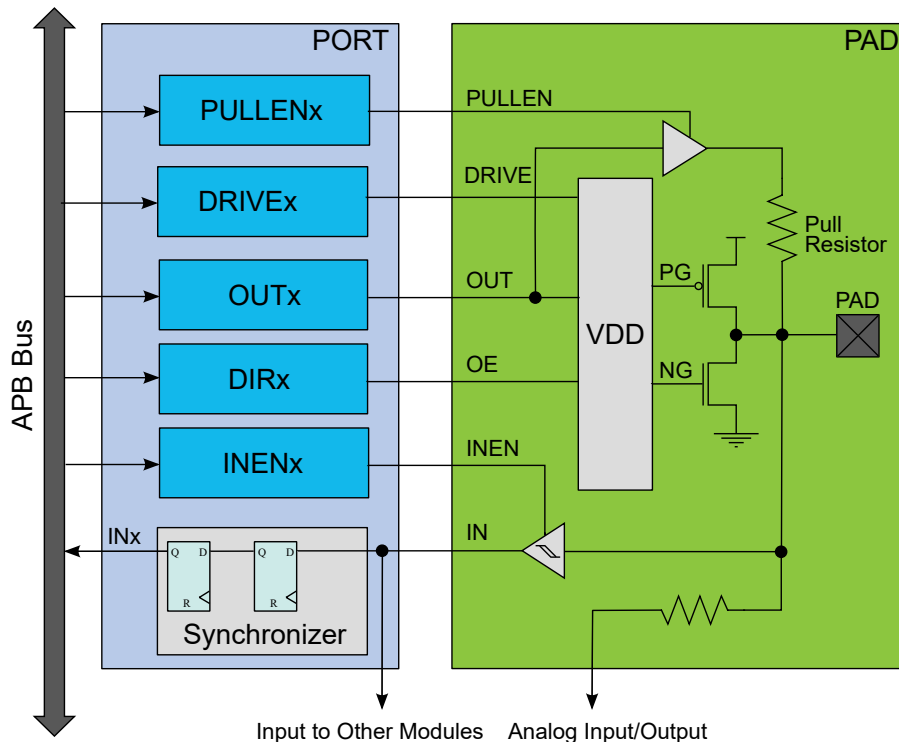 PORT
PAD
PULLENx
PULLEN
DRIVEx
DRIVE
Pull
Resistor
OUTx
OUT
PG
PAD
VDD
DIRx
OE
NG
APB Bus
INENx
INEN
INx
IN
Q D
Q D
R
R
Synchronizer
Input to Other Modules
Analog Input/Output